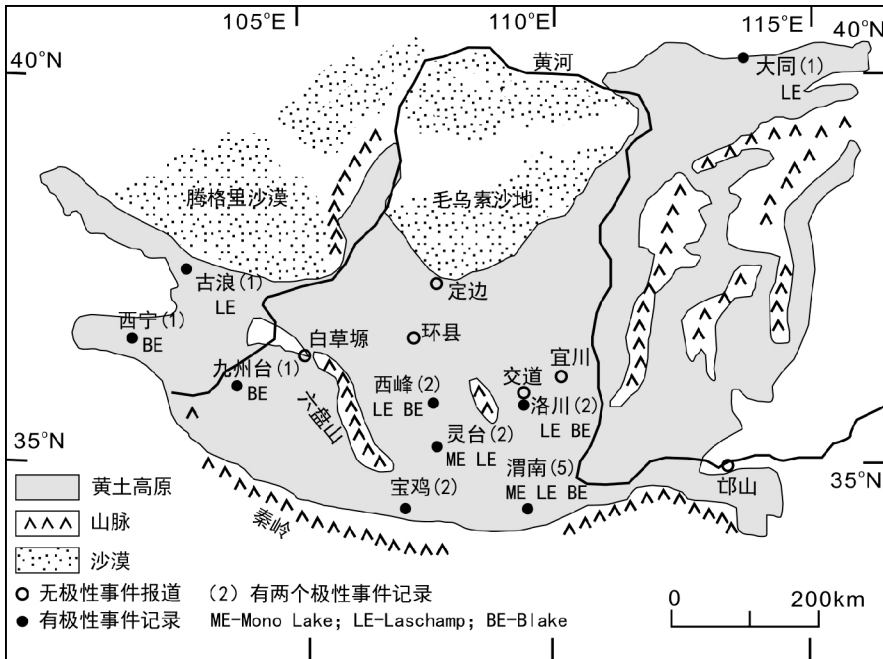 105°E
110°E
115°E
40°N
40°N
黄河
大同(1)
LE
腾格里沙漠
毛乌素沙地
古浪(1)
LE
定边
西宁(1)
BE
白草塬
环县
九州台(1)
BE
宜川
交道
西峰(2)
LE BE
洛川(2)
LE BE
六盘山
灵台(2)
ME LE
35°N
渭南(5)
ME LE BE
35°N
邙山
宝鸡(2)
秦岭
黄土高原
山脉
沙漠
无极性事件报道 (2)有两个极性事件记录
有极性事件记录 ME-Mono Lake; LE-Laschamp; BE-Blake
0 200km